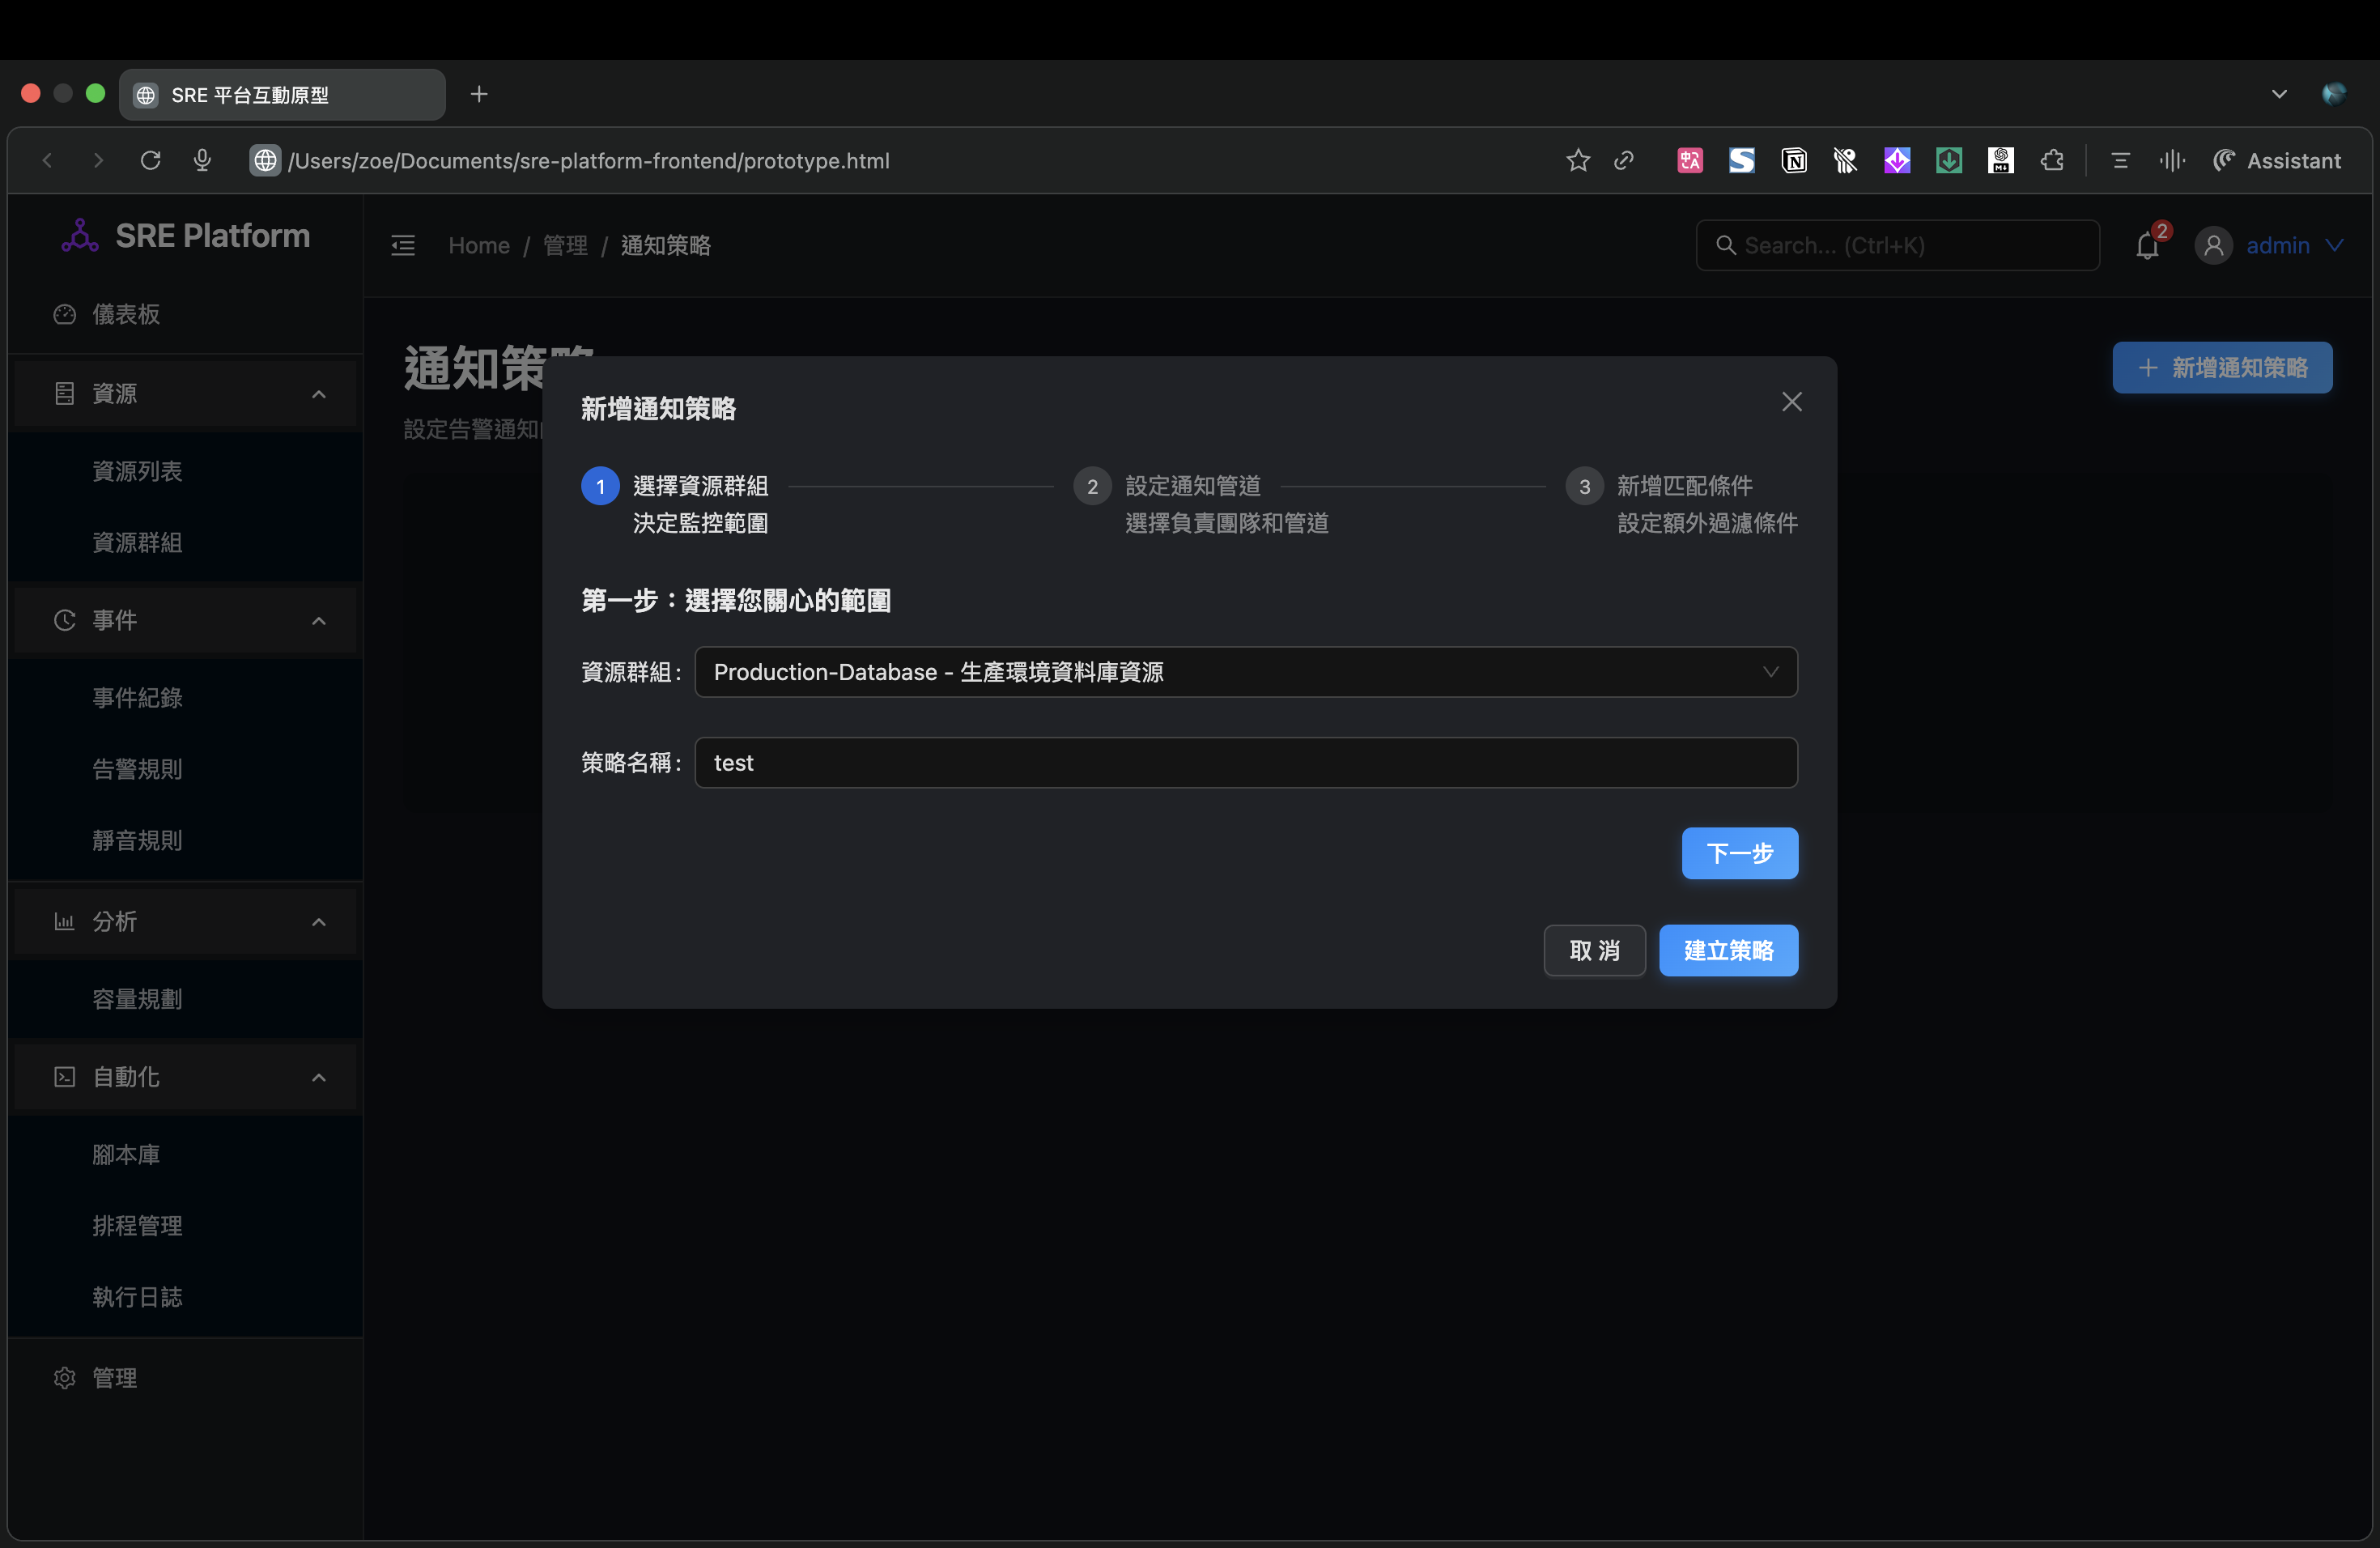 SRE 平台互動原型
/Users/zoe/Documents/sre-platform-frontend/prototype.html
Assistant
SRE Platform
Home / 管理 / 通知策略
Search... (Ctrl+K)
2
admin
儀表板
資源
資源列表
資源群組
事件
事件紀錄
告警規則
靜音規則
分析
容量規劃
自動化
腳本庫
排程管理
執行日誌
管理
通知策略
設定告警通知
新增通知策略
新增通知策略
1 選擇資源群組
決定監控範圍
2 設定通知管道
選擇負責團隊和管道
3 新增匹配條件
設定額外過濾條件
第一步：選擇您關心的範圍
資源群組: Production-Database - 生產環境資料庫資源
策略名稱: test
下一步
取 消
建立策略